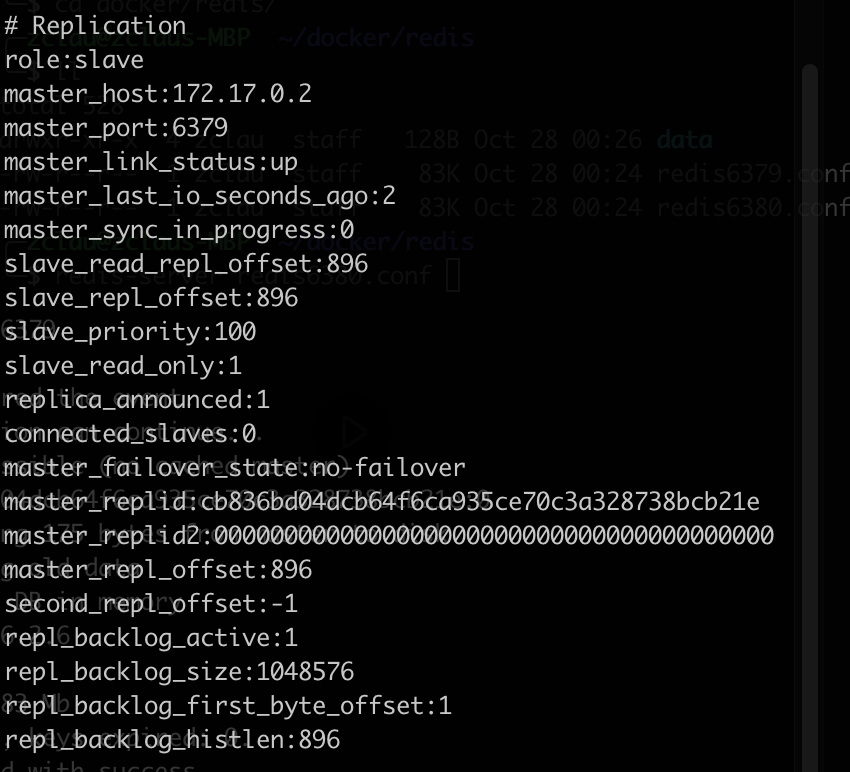 # Replication
role:slave
master_host:172.17.0.2
master_port:6379
master_link_status:up
master_last_io_seconds_ago:2
master_sync_in_progress:0
slave_read_repl_offset:896
slave_repl_offset:896
slave_priority:100
slave_read_only:1
replica_announced:1
connected_slaves:0
master_failover_state:no-failover
master_replid:cb836bd04dcb64f6ca935ce70c3a328738bcb21e
master_replid2:0000000000000000000000000000000000000000
master_repl_offset:896
second_repl_offset:-1
repl_backlog_active:1
repl_backlog_size:1048576
repl_backlog_first_byte_offset:1
repl_backlog_histlen:896